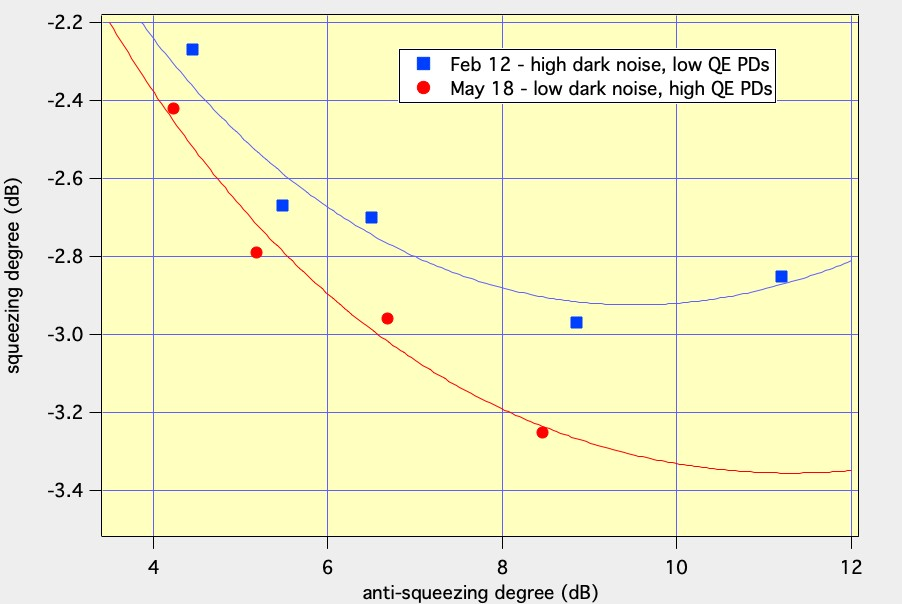 -2.2
-2.4
-2.6
-2.8
-3.0
-3.2
-3.4
squeezing degree (dB)
Feb 12 - high dark noise, low QE PDs
May 18 - low dark noise, high QE PDs
4 6 8 10 12
anti-squeezing degree (dB)